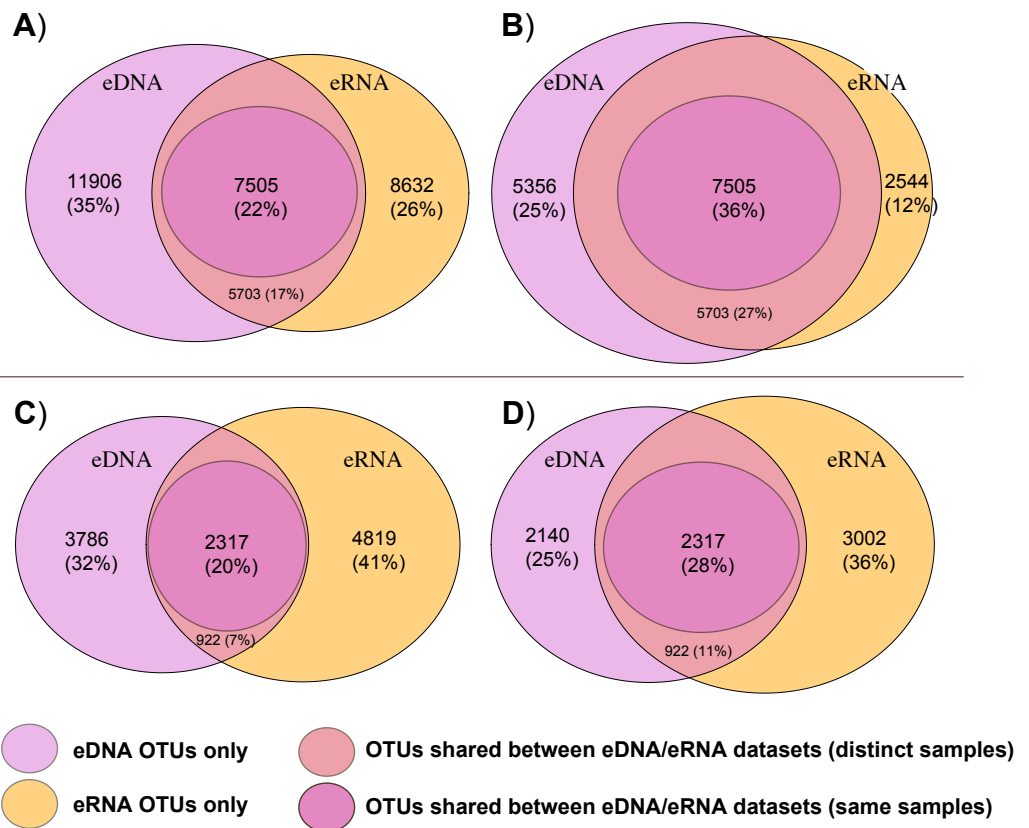 A)
eDNA
eRNA
11906
(35%)
7505
(22%)
8632
(26%)
5703 (17%)
B)
eDNA
eRNA
5356
(25%)
7505
(36%)
2544
(12%)
5703 (27%)
C)
eDNA
eRNA
3786
(32%)
2317
(20%)
4819
(41%)
922 (7%)
D)
eDNA
eRNA
2140
(25%)
2317
(28%)
3002
(36%)
922 (11%)
eDNA OTUs only
OTUs shared between eDNA/eRNA datasets (distinct samples)
eRNA OTUs only
OTUs shared between eDNA/eRNA datasets (same samples)